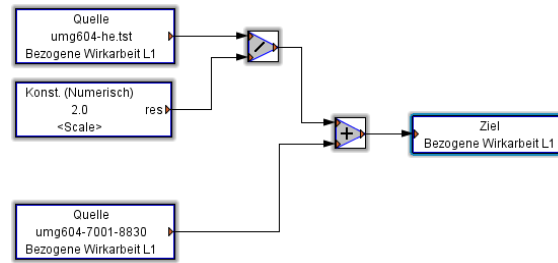 Quelle
umg604-he.tst
Bezogene Wirkarbeit L1
Konst. (Numerisch)
2.0
res
<Scale>
+
Ziel
Bezogene Wirkarbeit L1
Quelle
umg604-7001-8830
Bezogene Wirkarbeit L1